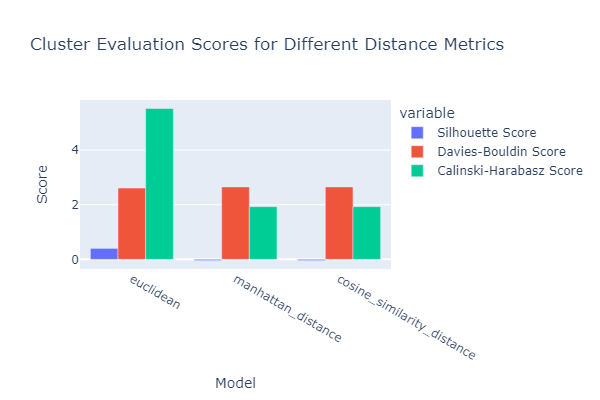 Cluster Evaluation Scores for Different Distance Metrics
variable
Silhouette Score
Davies-Bouldin Score
Calinski-Harabasz Score
Score
4
2
0
euclidean
manhattan_distance
cosine_similarity_distance
Model